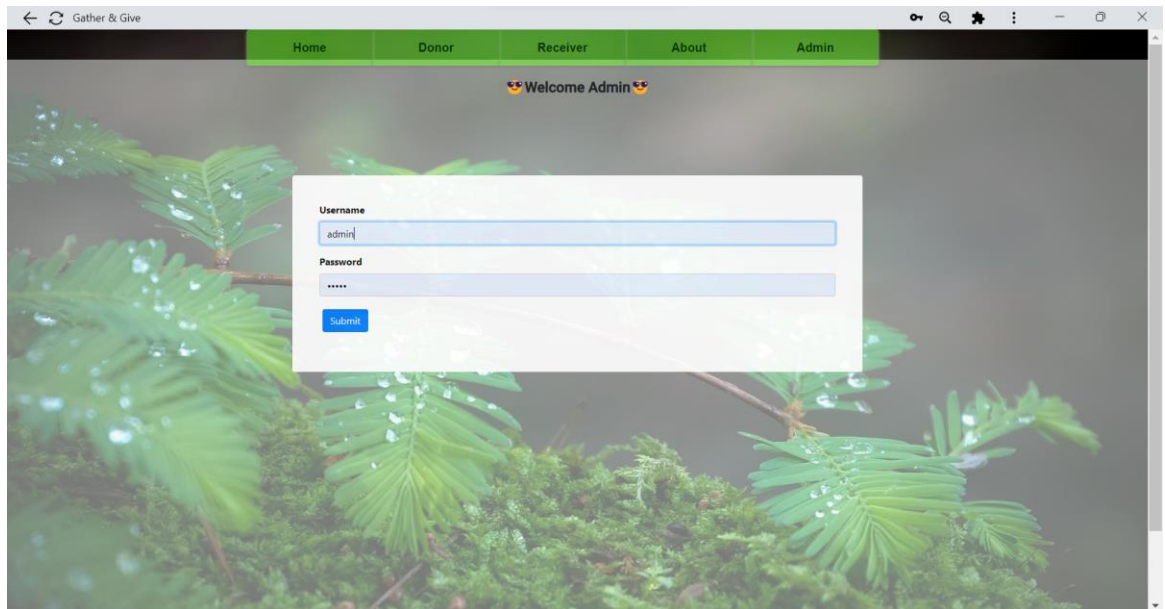 Gather & Give
Home Donor Receiver About Admin
😎Welcome Admin😎
Username
admin
Password
•••••
Submit